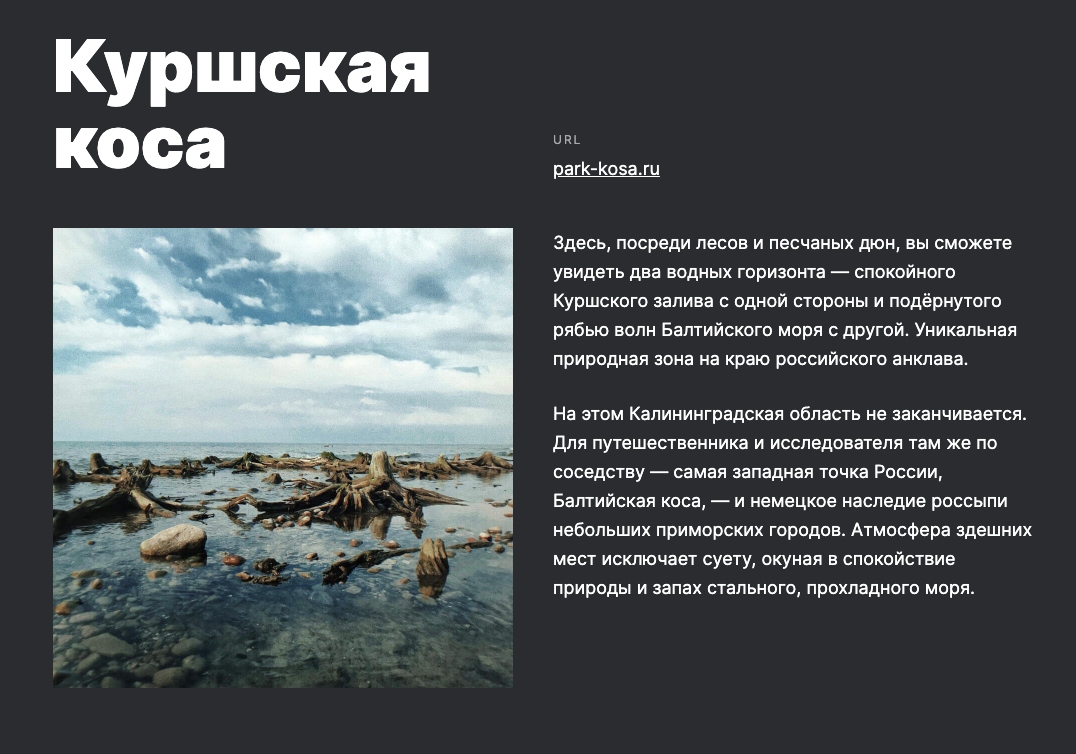 Куршская
коса
URL
park-kosa.ru
Здесь, посреди лесов и песчаных дюн, вы сможете
увидеть два водных горизонта — спокойного
Куршского залива с одной стороны и подёрнутого
рябью волн Балтийского моря с другой. Уникальная
природная зона на краю российского анклава.
На этом Калининградская область не заканчивается.
Для путешественника и исследователя там же по
соседству — самая западная точка России,
Балтийская коса, — и немецкое наследие россыпи
небольших приморских городов. Атмосфера здешних
мест исключает суету, окуная в спокойствие
природы и запах стального, прохладного моря.